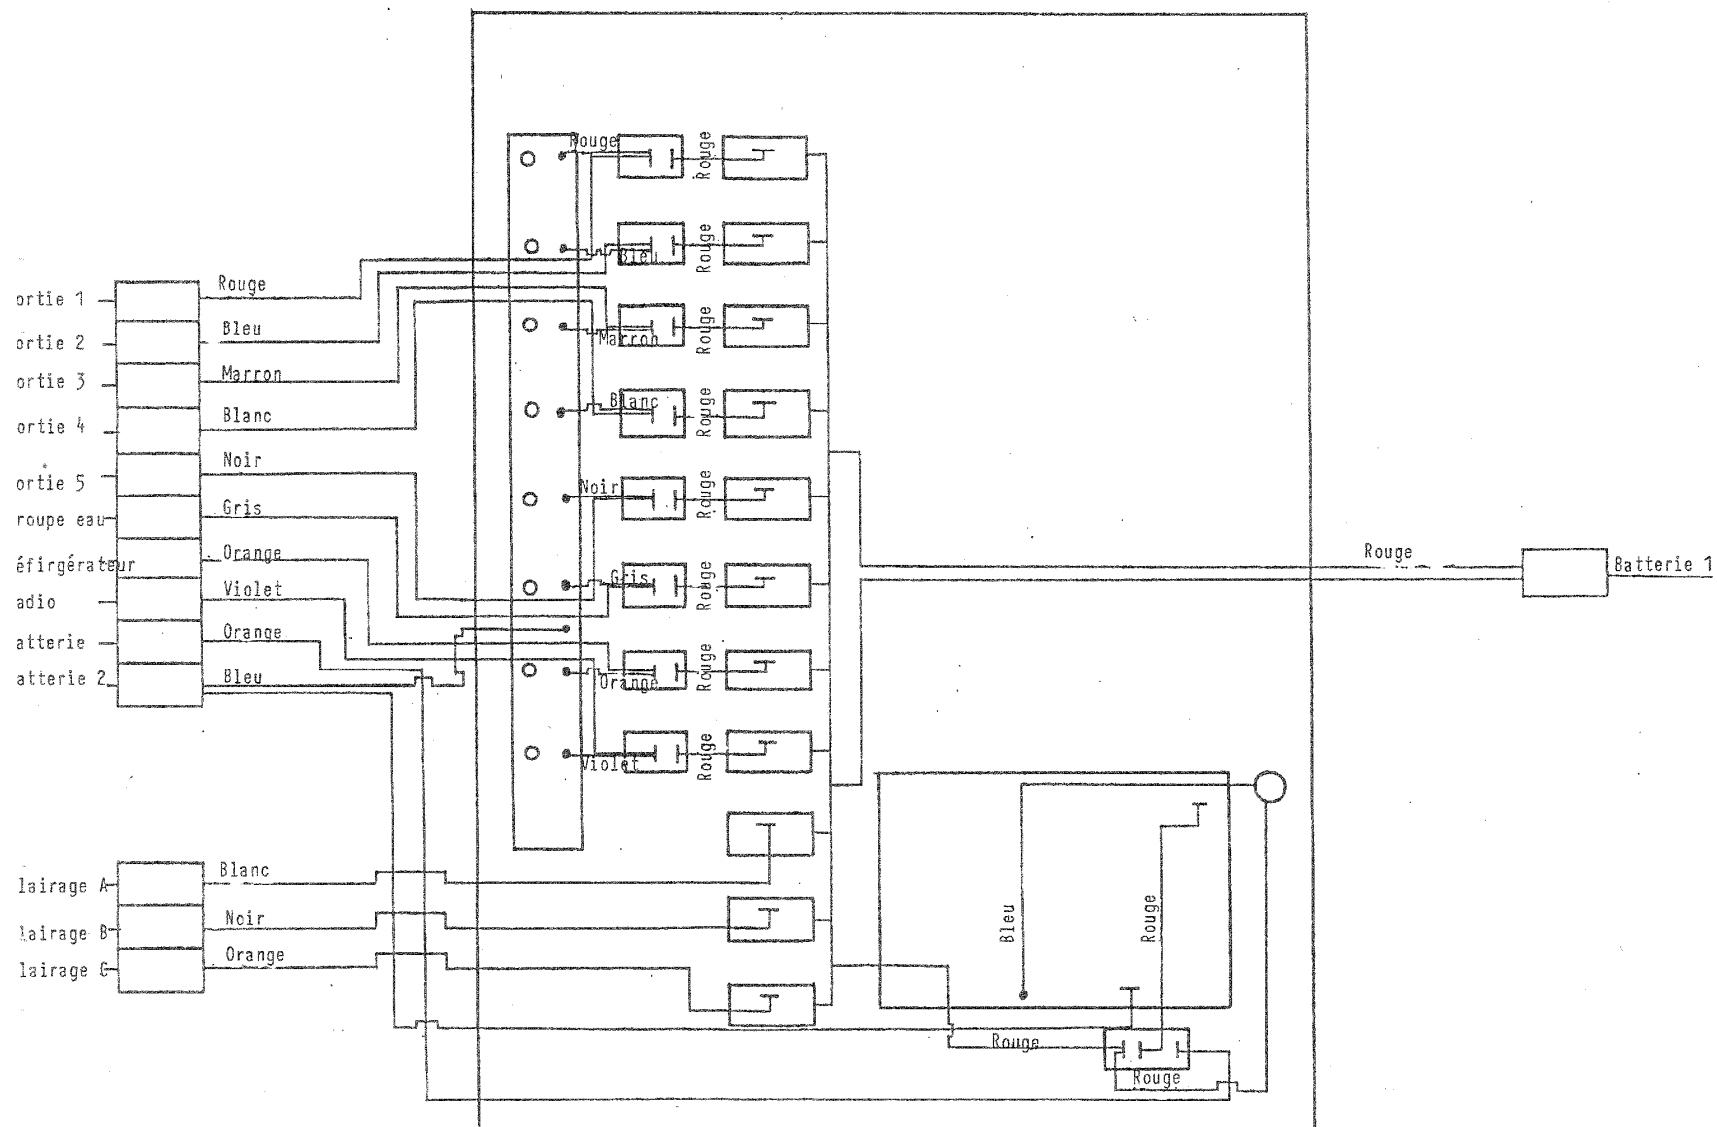 ortie 1
ortie 2
ortie 3
ortie 4
ortie 5
roupe eau
éfirgérateur
adio
atterie
atterie 2
Rouge
Bleu
Marron
Blanc
Noir
Gris
Orange
Violet
Orange
Bleu
lairage A
lairage B
lairage C
Blanc
Noir
Orange
Rouge
Bleu
Marron
Blanc
Noir
Gris
Orange
Violet
Rouge
Rouge
Rouge
Rouge
Rouge
Rouge
Rouge
Rouge
Rouge
Batterie 1
Bleu
Rouge
Rouge
Rouge